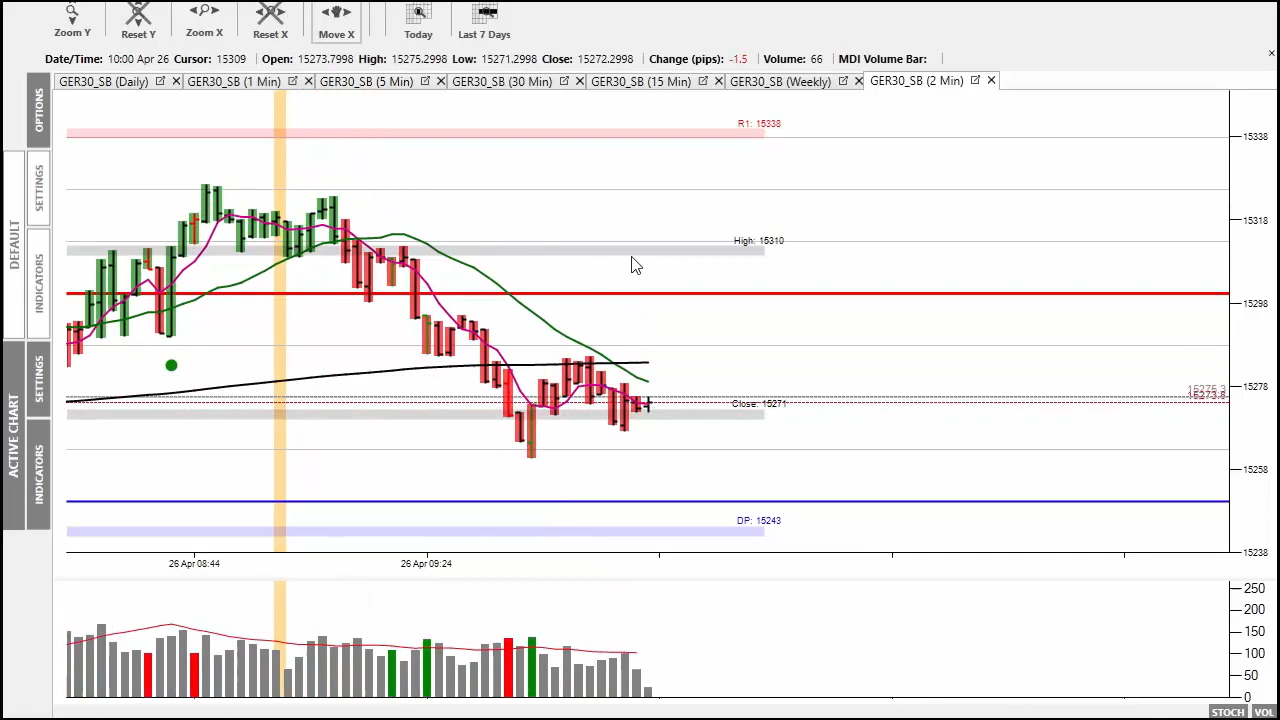 Zoom Y Reset Y Zoom X Reset X Move X Today Last 7 Days
Date/Time: 10:00 Apr 26 Cursor: 15309 Open: 15273.7998 High: 15275.2998 Low: 15271.2998 Close: 15272.2998 Change (pips): -1.5 Volume: 66 MDI Volume Bar:
GER30_SB (Daily) GER30_SB (1 Min) GER30_SB (5 Min) GER30_SB (30 Min) GER30_SB (15 Min) GER30_SB (Weekly) GER30_SB (2 Min)
OPTIONS
DEFAULT
SETTINGS
INDICATORS
ACTIVE CHART
SETTINGS
INDICATORS
R1: 15338
15338
15318
High: 15310
15298
15278
15275.3
15273.8
Close: 15271
15258
DP: 15243
15238
26 Apr 08:44 26 Apr 09:24
250
200
150
100
50
0
STOCH VOL